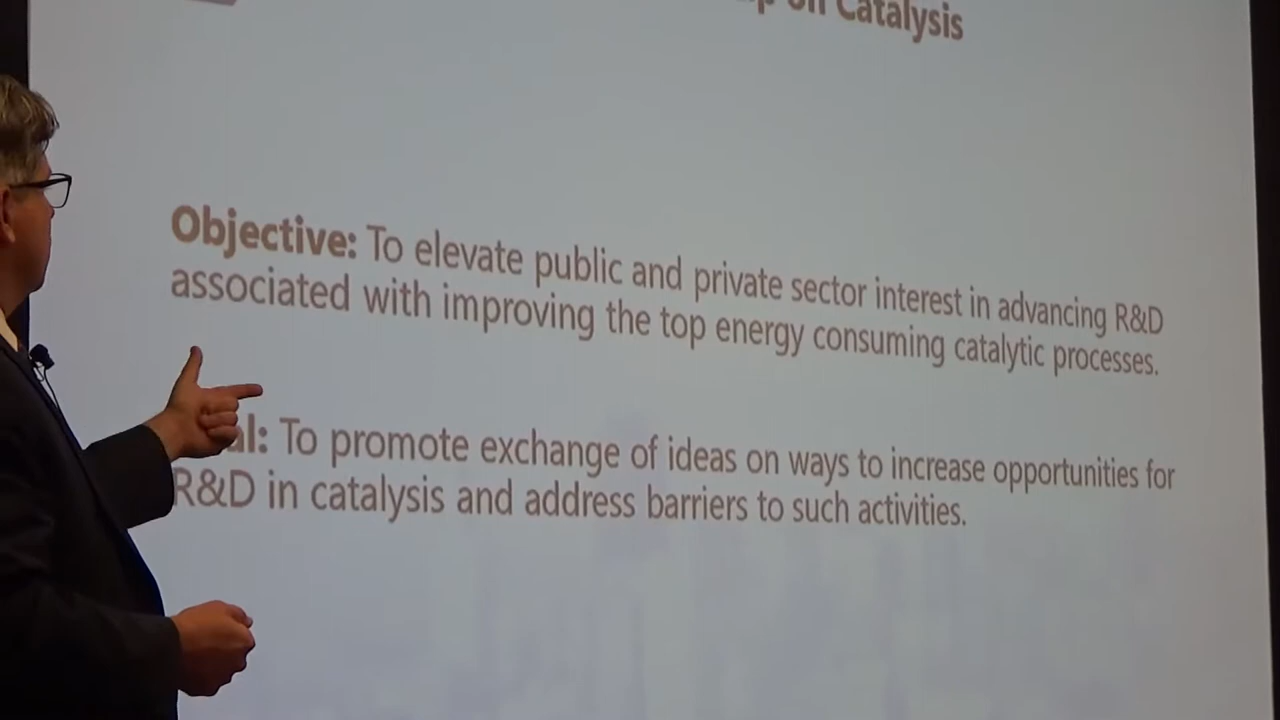 on Catalysis
Objective: To elevate public and private sector interest in advancing R&D
associated with improving the top energy consuming catalytic processes.
al: To promote exchange of ideas on ways to increase opportunities for
R&D in catalysis and address barriers to such activities.